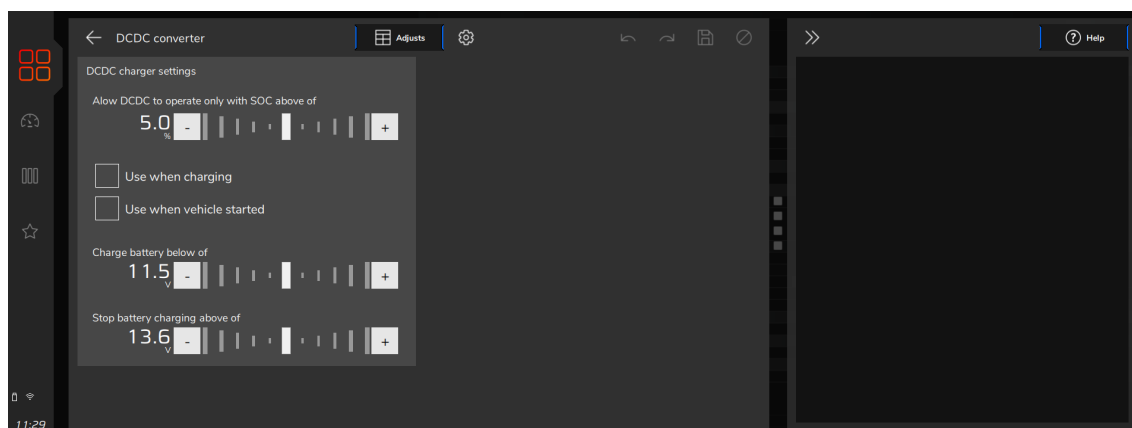 DCDC converter
Adjusts
Help
DCDC charger settings
Alow DCDC to operate only with SOC above of
5.0
%
-
+
Use when charging
Use when vehicle started
Charge battery below of
11.5
V
-
+
Stop battery charging above of
13.6
V
-
+
11:29